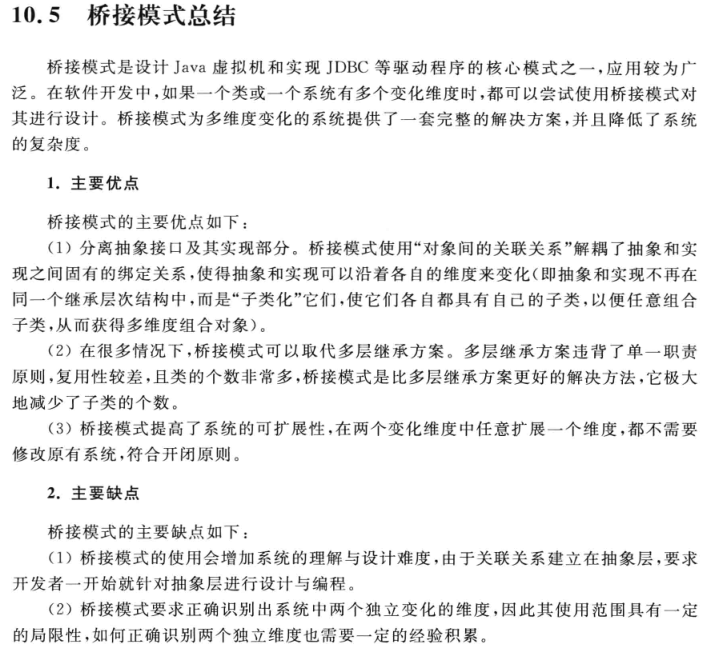 10.5 桥接模式总结
桥接模式是设计 Java 虚拟机和实现 JDBC 等驱动程序的核心模式之一,应用较为广
泛。在软件开发中,如果一个类或一个系统有多个变化维度时,都可以尝试使用桥接模式对
其进行设计。桥接模式为多维度变化的系统提供了一套完整的解决方案,并且降低了系统
的复杂度。
1. 主要优点
桥接模式的主要优点如下:
(1) 分离抽象接口及其实现部分。桥接模式使用“对象间的关联关系”解耦了抽象和实
现之间固有的绑定关系,使得抽象和实现可以沿着各自的维度来变化(即抽象和实现不再在
同一个继承层次结构中,而是“子类化”它们,使它们各自都具有自己的子类,以便任意组合
子类,从而获得多维度组合对象)。
(2) 在很多情况下,桥接模式可以取代多层继承方案。多层继承方案违背了单一职责
原则,复用性较差,且类的个数非常多,桥接模式是比多层继承方案更好的解决方法,它极大
地减少了子类的个数。
(3) 桥接模式提高了系统的可扩展性,在两个变化维度中任意扩展一个维度,都不需要
修改原有系统,符合开闭原则。
2. 主要缺点
桥接模式的主要缺点如下:
(1) 桥接模式的使用会增加系统的理解与设计难度,由于关联关系建立在抽象层,要求
开发者一开始就针对抽象层进行设计与编程。
(2) 桥接模式要求正确识别出系统中两个独立变化的维度,因此其使用范围具有一定
的局限性,如何正确识别两个独立维度也需要一定的经验积累。